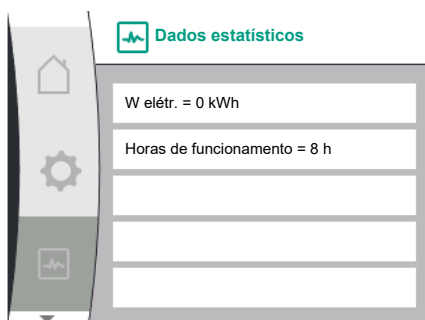 Dados estatísticos
W elétr. = 0 kWh
Horas de funcionamento = 8 h